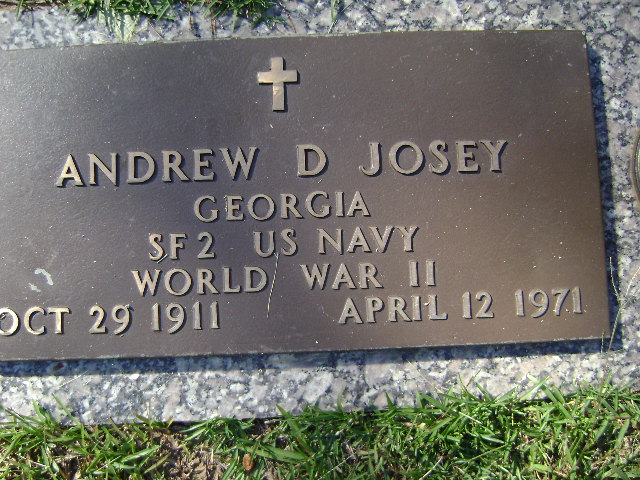 ANDREW D JOSEY
GEORGIA
SF2 US NAVY
WORLD WAR II
OCT 29 1911 APRIL 12 1971